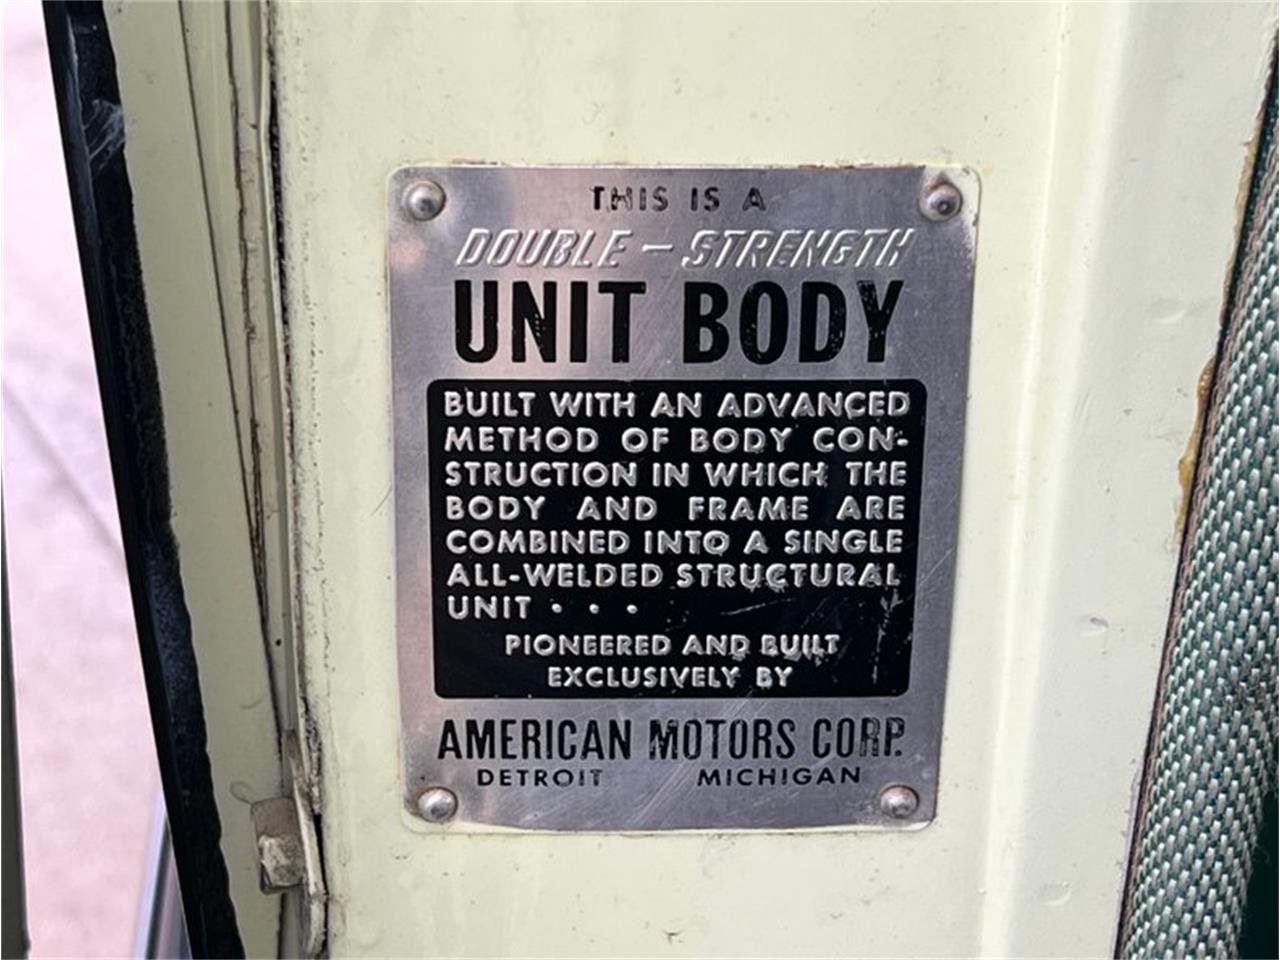 THIS IS A
DOUBLE - STRENGTH
UNIT BODY
BUILT WITH AN ADVANCED
METHOD OF BODY CON-
STRUCTION IN WHICH THE
BODY AND FRAME ARE
COMBINED INTO A SINGLE
ALL-WELDED STRUCTURAL
UNIT · · ·
PIONEERED AND BUILT
EXCLUSIVELY BY
AMERICAN MOTORS CORP.
DETROIT MICHIGAN